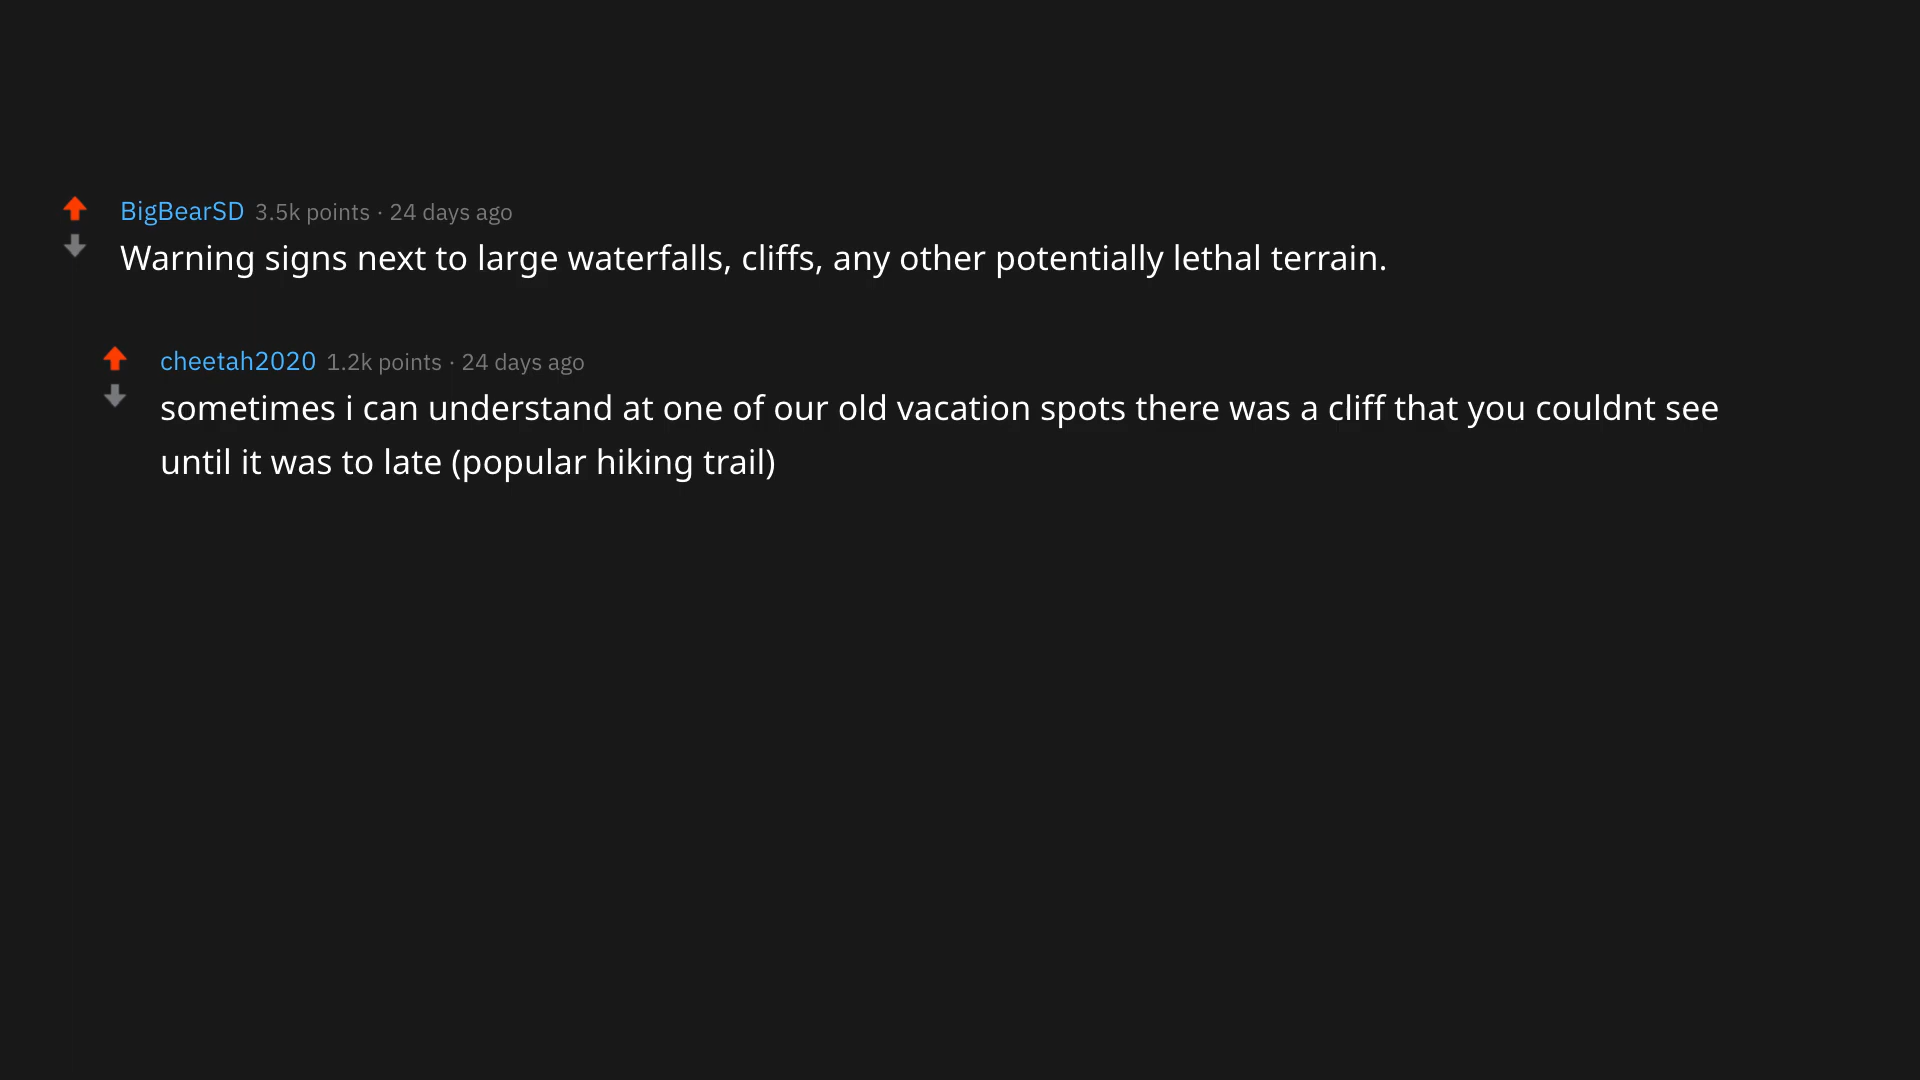 BigBearSD 3.5k points · 24 days ago
Warning signs next to large waterfalls, cliffs, any other potentially lethal terrain.
cheetah2020 1.2k points · 24 days ago
sometimes i can understand at one of our old vacation spots there was a cliff that you couldnt see
until it was to late (popular hiking trail)